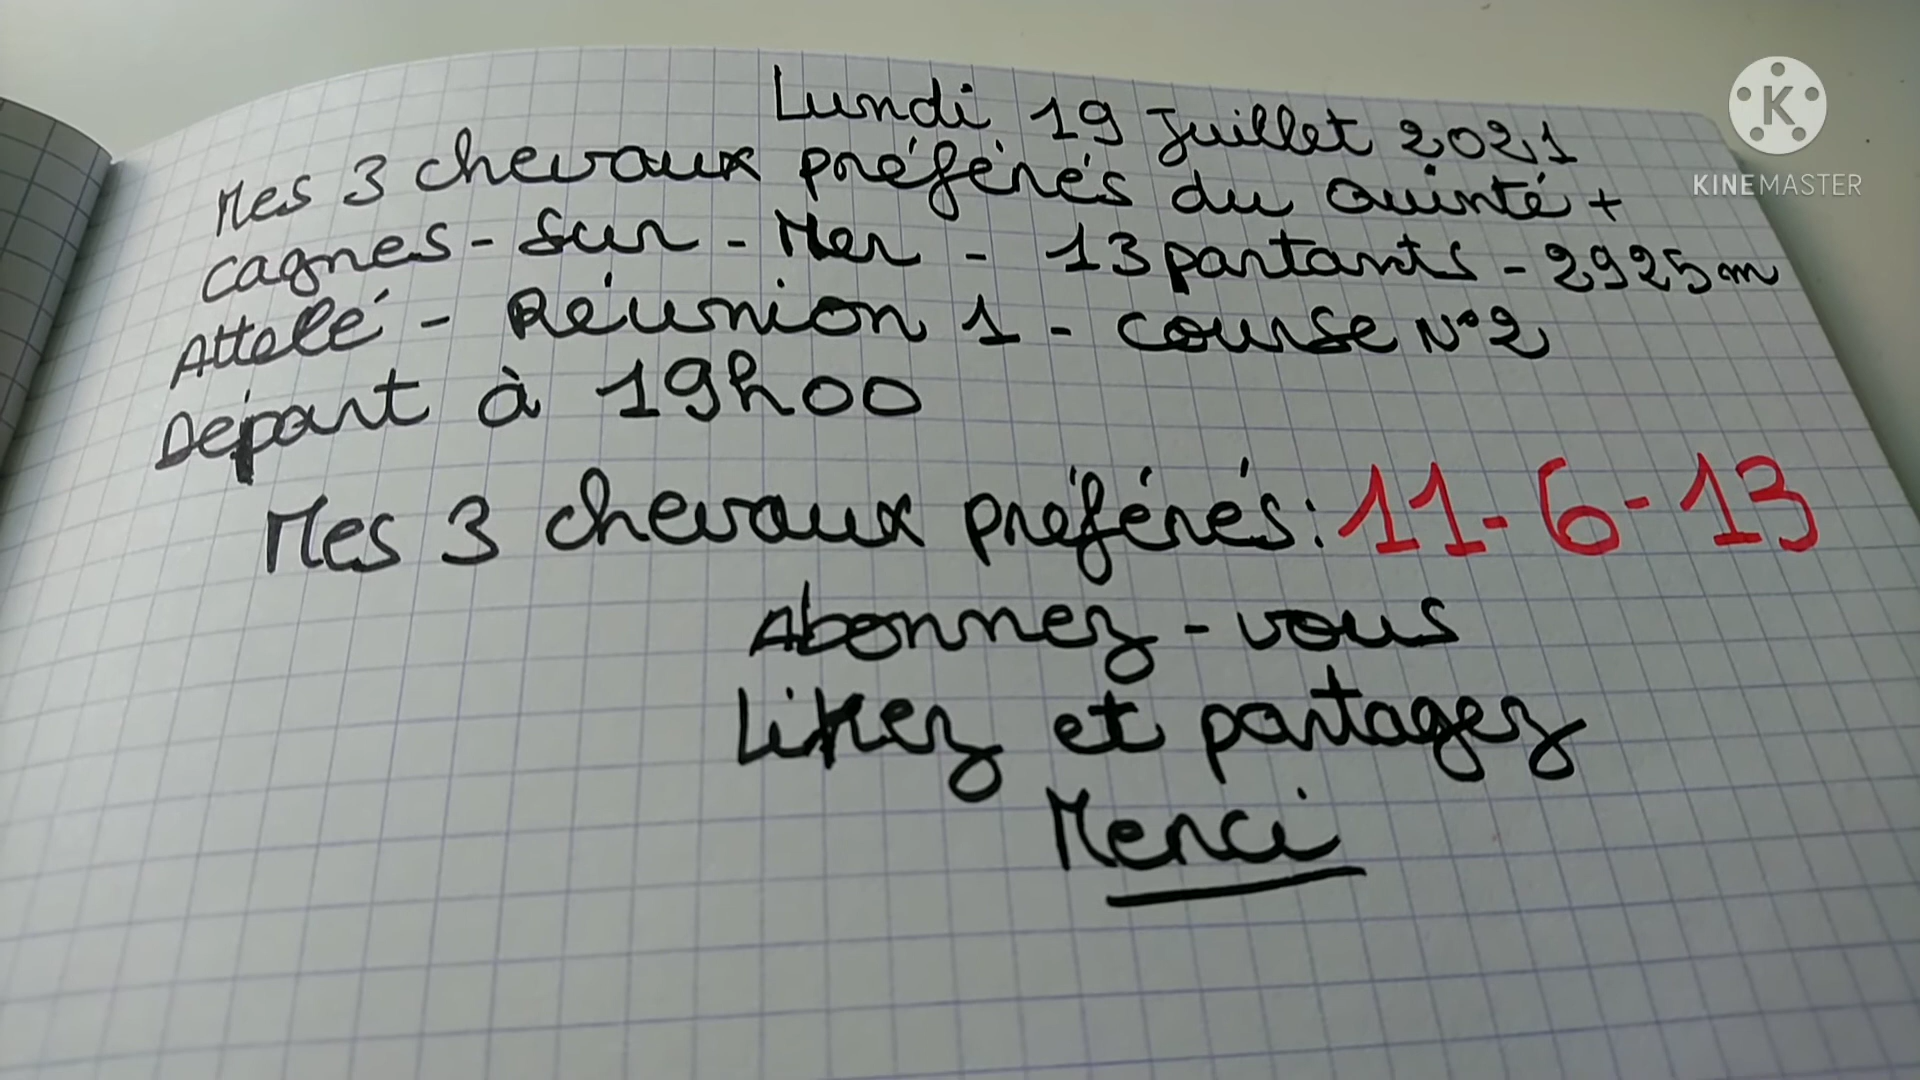 Lundi 19 Juillet 2021
Mes 3 chevaux préférés du Quinté +
Cagnes-Sur-Mer - 13 partants - 2925m
Attelé - Réunion 1 - Course N°2
Départ à 19h00
Mes 3 chevaux préférés: 11-6-13
Abonnez-vous
Likez et partagez
Merci
K
KINEMASTER